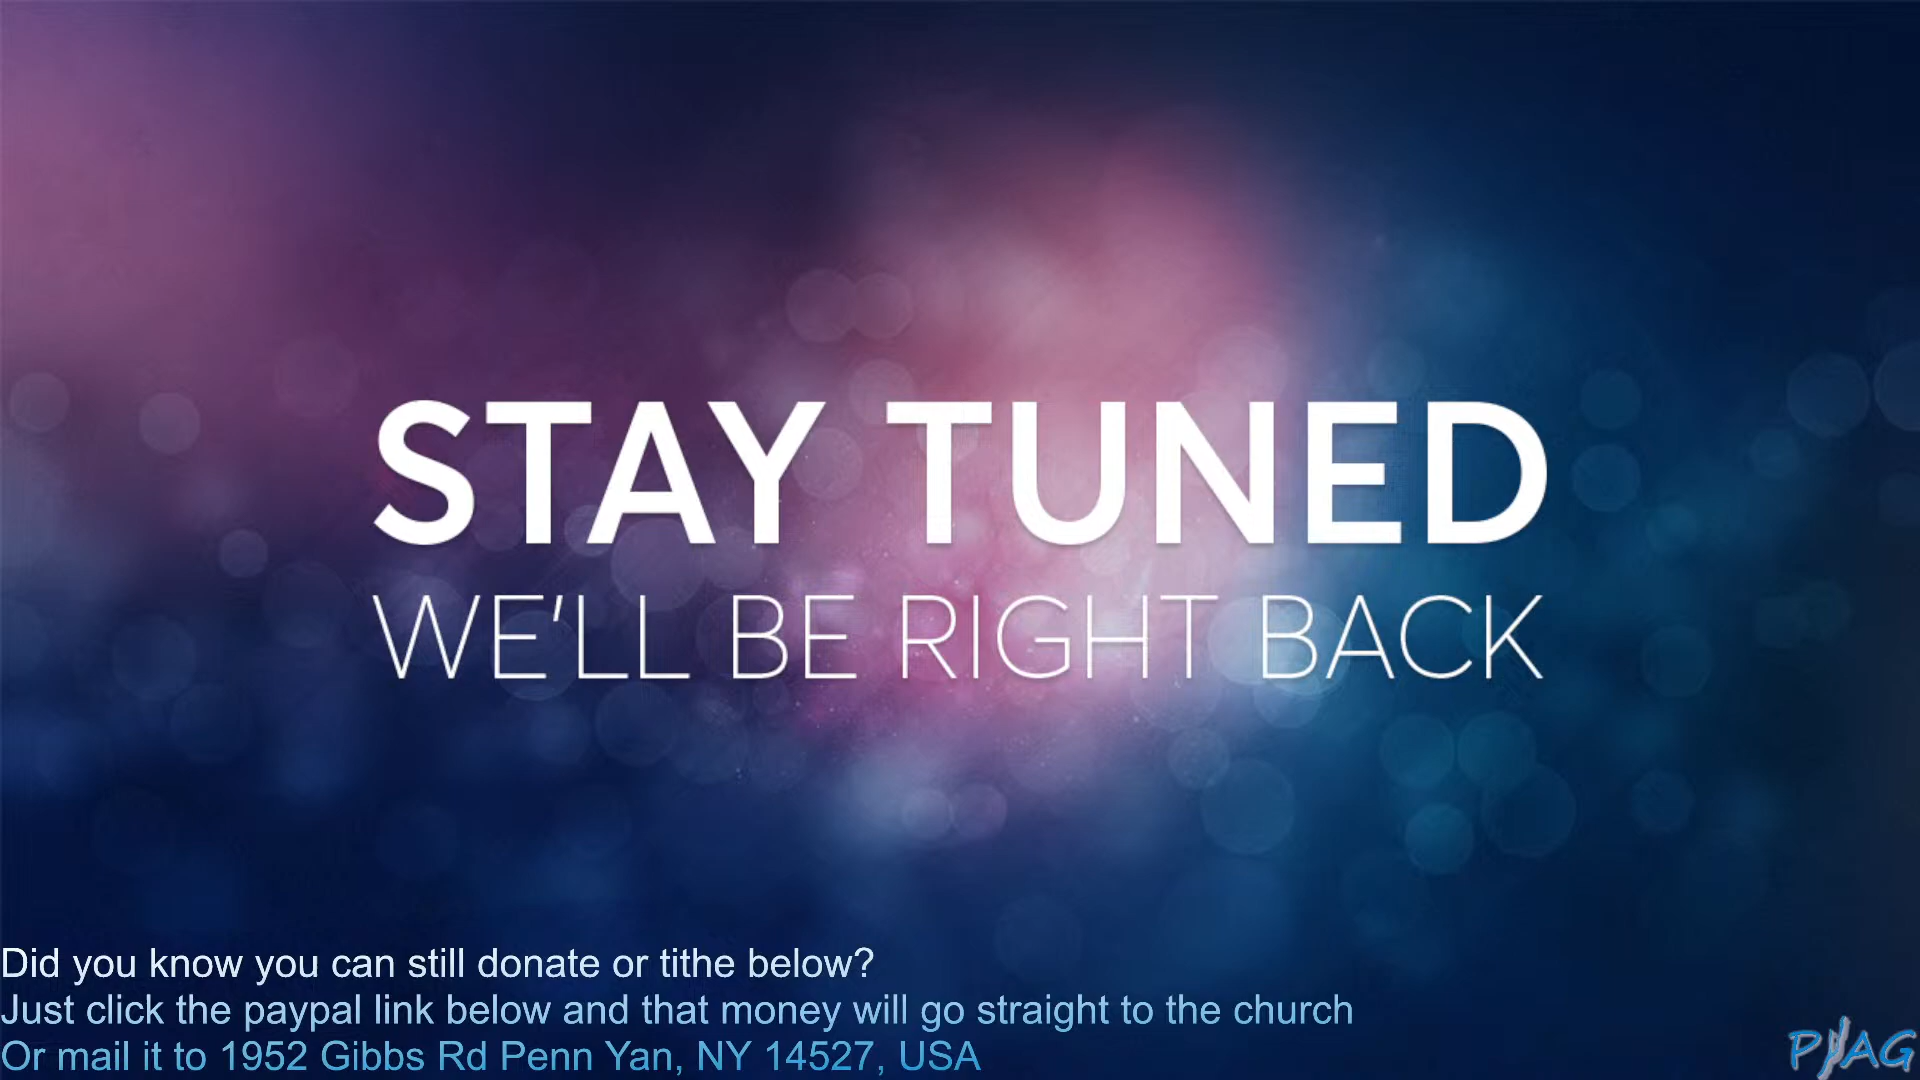 STAY TUNED
WE'LL BE RIGHT BACK
Did you know you can still donate or tithe below?
Just click the paypal link below and that money will go straight to the church
Or mail it to 1952 Gibbs Rd Penn Yan, NY 14527, USA
PYAG